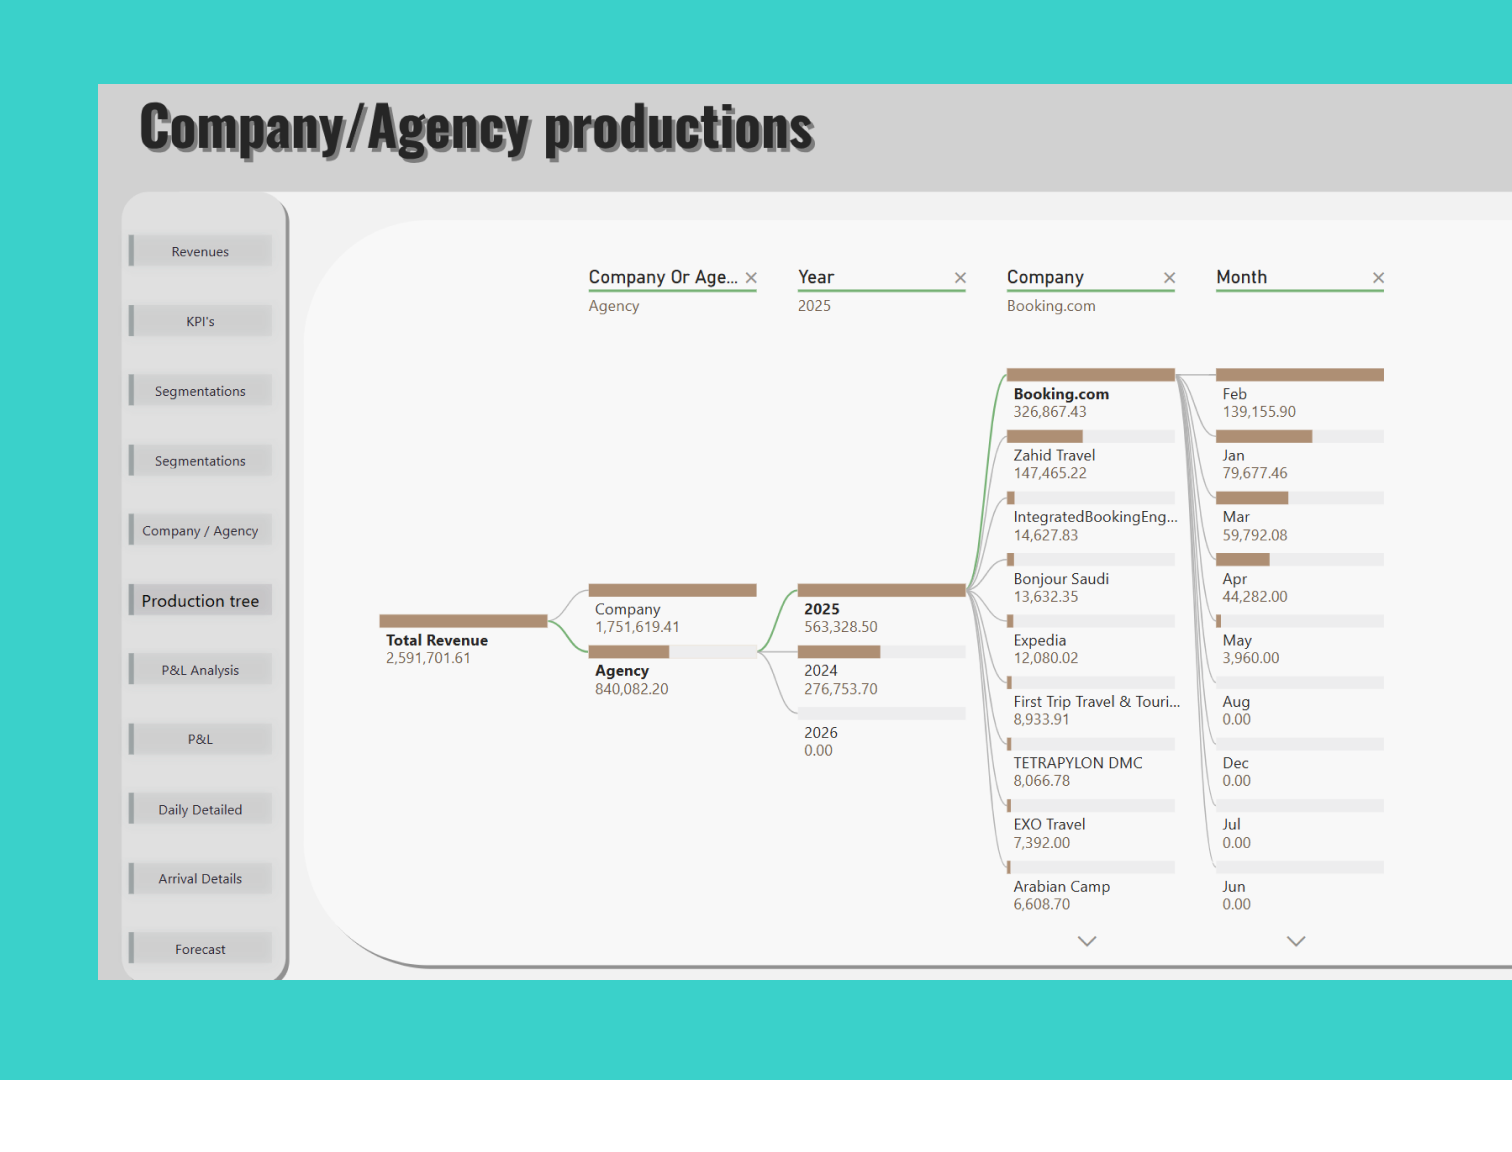 Company/Agency productions
Revenues
KPI's
Segmentations
Segmentations
Company / Agency
Production tree
P&L Analysis
P&L
Daily Detailed
Arrival Details
Forecast
Company Or Age...
Agency
Year
2025
Company
Booking.com
Month
Total Revenue
2,591,701.61
Company
1,751,619.41
Agency
840,082.20
2025
563,328.50
2024
276,753.70
2026
0.00
Booking.com
326,867.43
Zahid Travel
147,465.22
IntegratedBookingEng...
14,627.83
Bonjour Saudi
13,632.35
Expedia
12,080.02
First Trip Travel & Touri...
8,933.91
TETRAPYLON DMC
8,066.78
EXO Travel
7,392.00
Arabian Camp
6,608.70
Feb
139,155.90
Jan
79,677.46
Mar
59,792.08
Apr
44,282.00
May
3,960.00
Aug
0.00
Dec
0.00
Jul
0.00
Jun
0.00